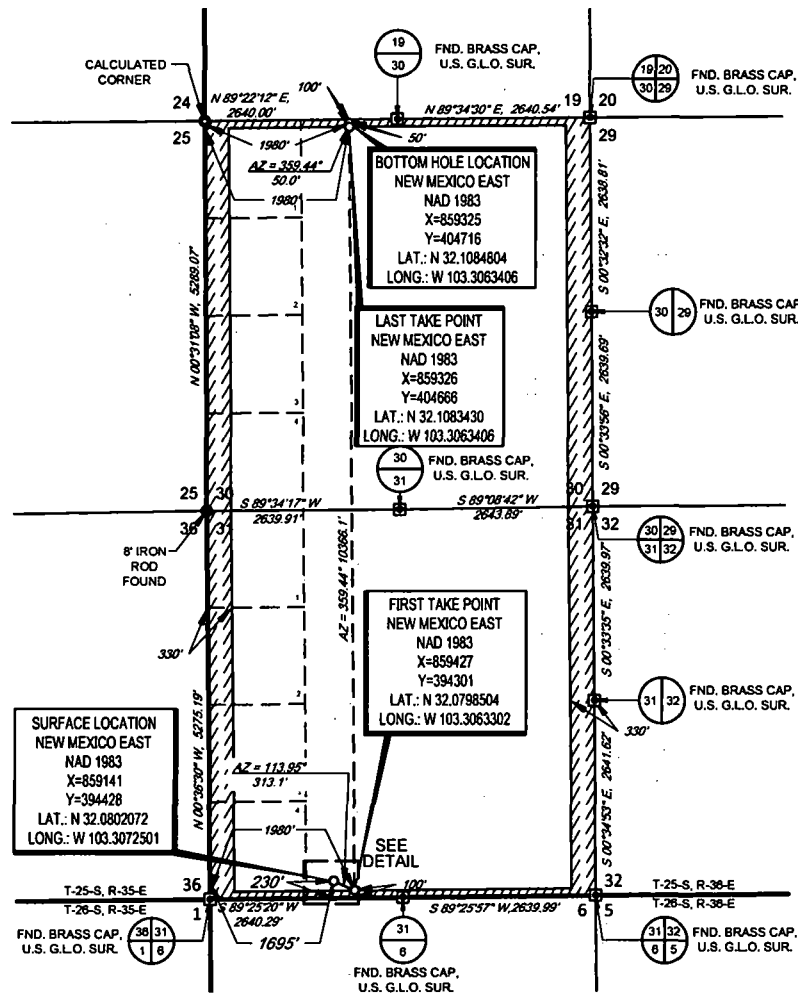 19
30
FND. BRASS CAP,
U.S. G.L.O. SUR.
CALCULATED
CORNER
24
N 89°22'12" E,
2640.00'
100'
N 89°34'30" E, 2640.54'
19
20
19 20
30 29
FND. BRASS CAP,
U.S. G.L.O. SUR.
25
1980'
50'
29
AZ = 359.44°
50.0'
1980'
BOTTOM HOLE LOCATION
NEW MEXICO EAST
NAD 1983
X=859325
Y=404716
LAT.: N 32.1084804
LONG.: W 103.3063406
N 00°31'08" W, 5289.07'
S 00°32'32" E, 2638.81'
2
30 29
FND. BRASS CAP,
U.S. G.L.O. SUR.
LAST TAKE POINT
NEW MEXICO EAST
NAD 1983
X=859326
Y=404666
LAT.: N 32.1083430
LONG.: W 103.3063406
S 00°33'56" E, 2639.69'
3
4
30
31
FND. BRASS CAP,
U.S. G.L.O. SUR.
25
30
S 89°34'17" W
2639.91'
S 89°08'42" W
2643.89'
30
29
36
31
31
32
30 29
31 32
FND. BRASS CAP,
U.S. G.L.O. SUR.
8' IRON
ROD
FOUND
AZ = 359.44° 10366.1'
1
330'
FIRST TAKE POINT
NEW MEXICO EAST
NAD 1983
X=859427
Y=394301
LAT.: N 32.0798504
LONG.: W 103.3063302
S 00°33'35" E, 2639.97'
2
31 32
FND. BRASS CAP,
U.S. G.L.O. SUR.
330'
SURFACE LOCATION
NEW MEXICO EAST
NAD 1983
X=859141
Y=394428
LAT.: N 32.0802072
LONG.: W 103.3072501
N 00°36'30" W, 5275.19'
AZ = 113.95°
313.1'
4
1980'
SEE
DETAIL
S 00°34'53" E, 2641.62'
36
230'
100'
32
T-25-S, R-35-E
T-26-S, R-35-E
T-25-S, R-36-E
T-26-S, R-36-E
1
S 89°25'20" W
2640.29'
S 89°25'57" W, 2639.99'
6
5
1695'
FND. BRASS CAP,
U.S. G.L.O. SUR.
36 31
1 6
31
6
FND. BRASS CAP,
U.S. G.L.O. SUR.
31 32
6 5
FND. BRASS CAP,
U.S. G.L.O. SUR.